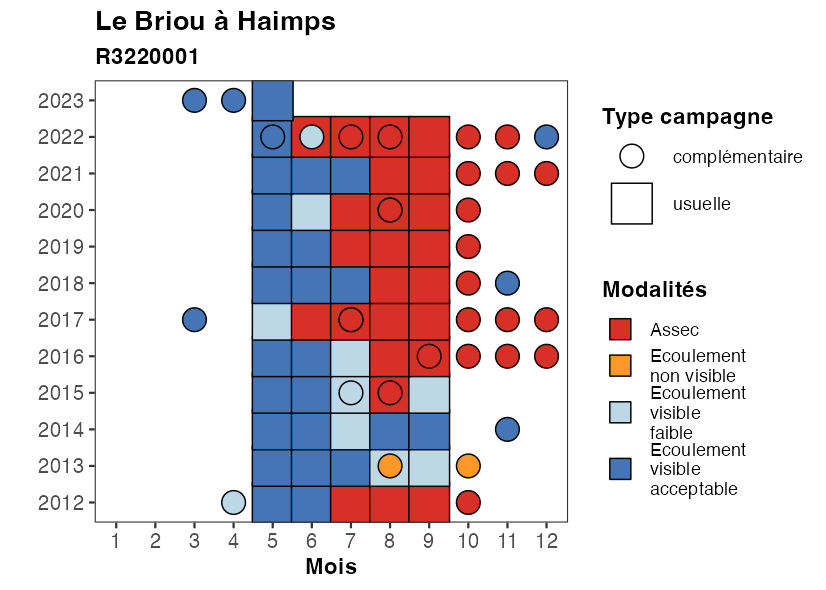 Le Briou à Haimps
R3220001
2023
2022
2021
2020
2019
2018
2017
2016
2015
2014
2013
2012
1 2 3 4 5 6 7 8 9 10 11 12
Mois
Type campagne
complémentaire
usuelle
Modalités
Assec
Ecoulement
non visible
Ecoulement
visible
faible
Ecoulement
visible
acceptable